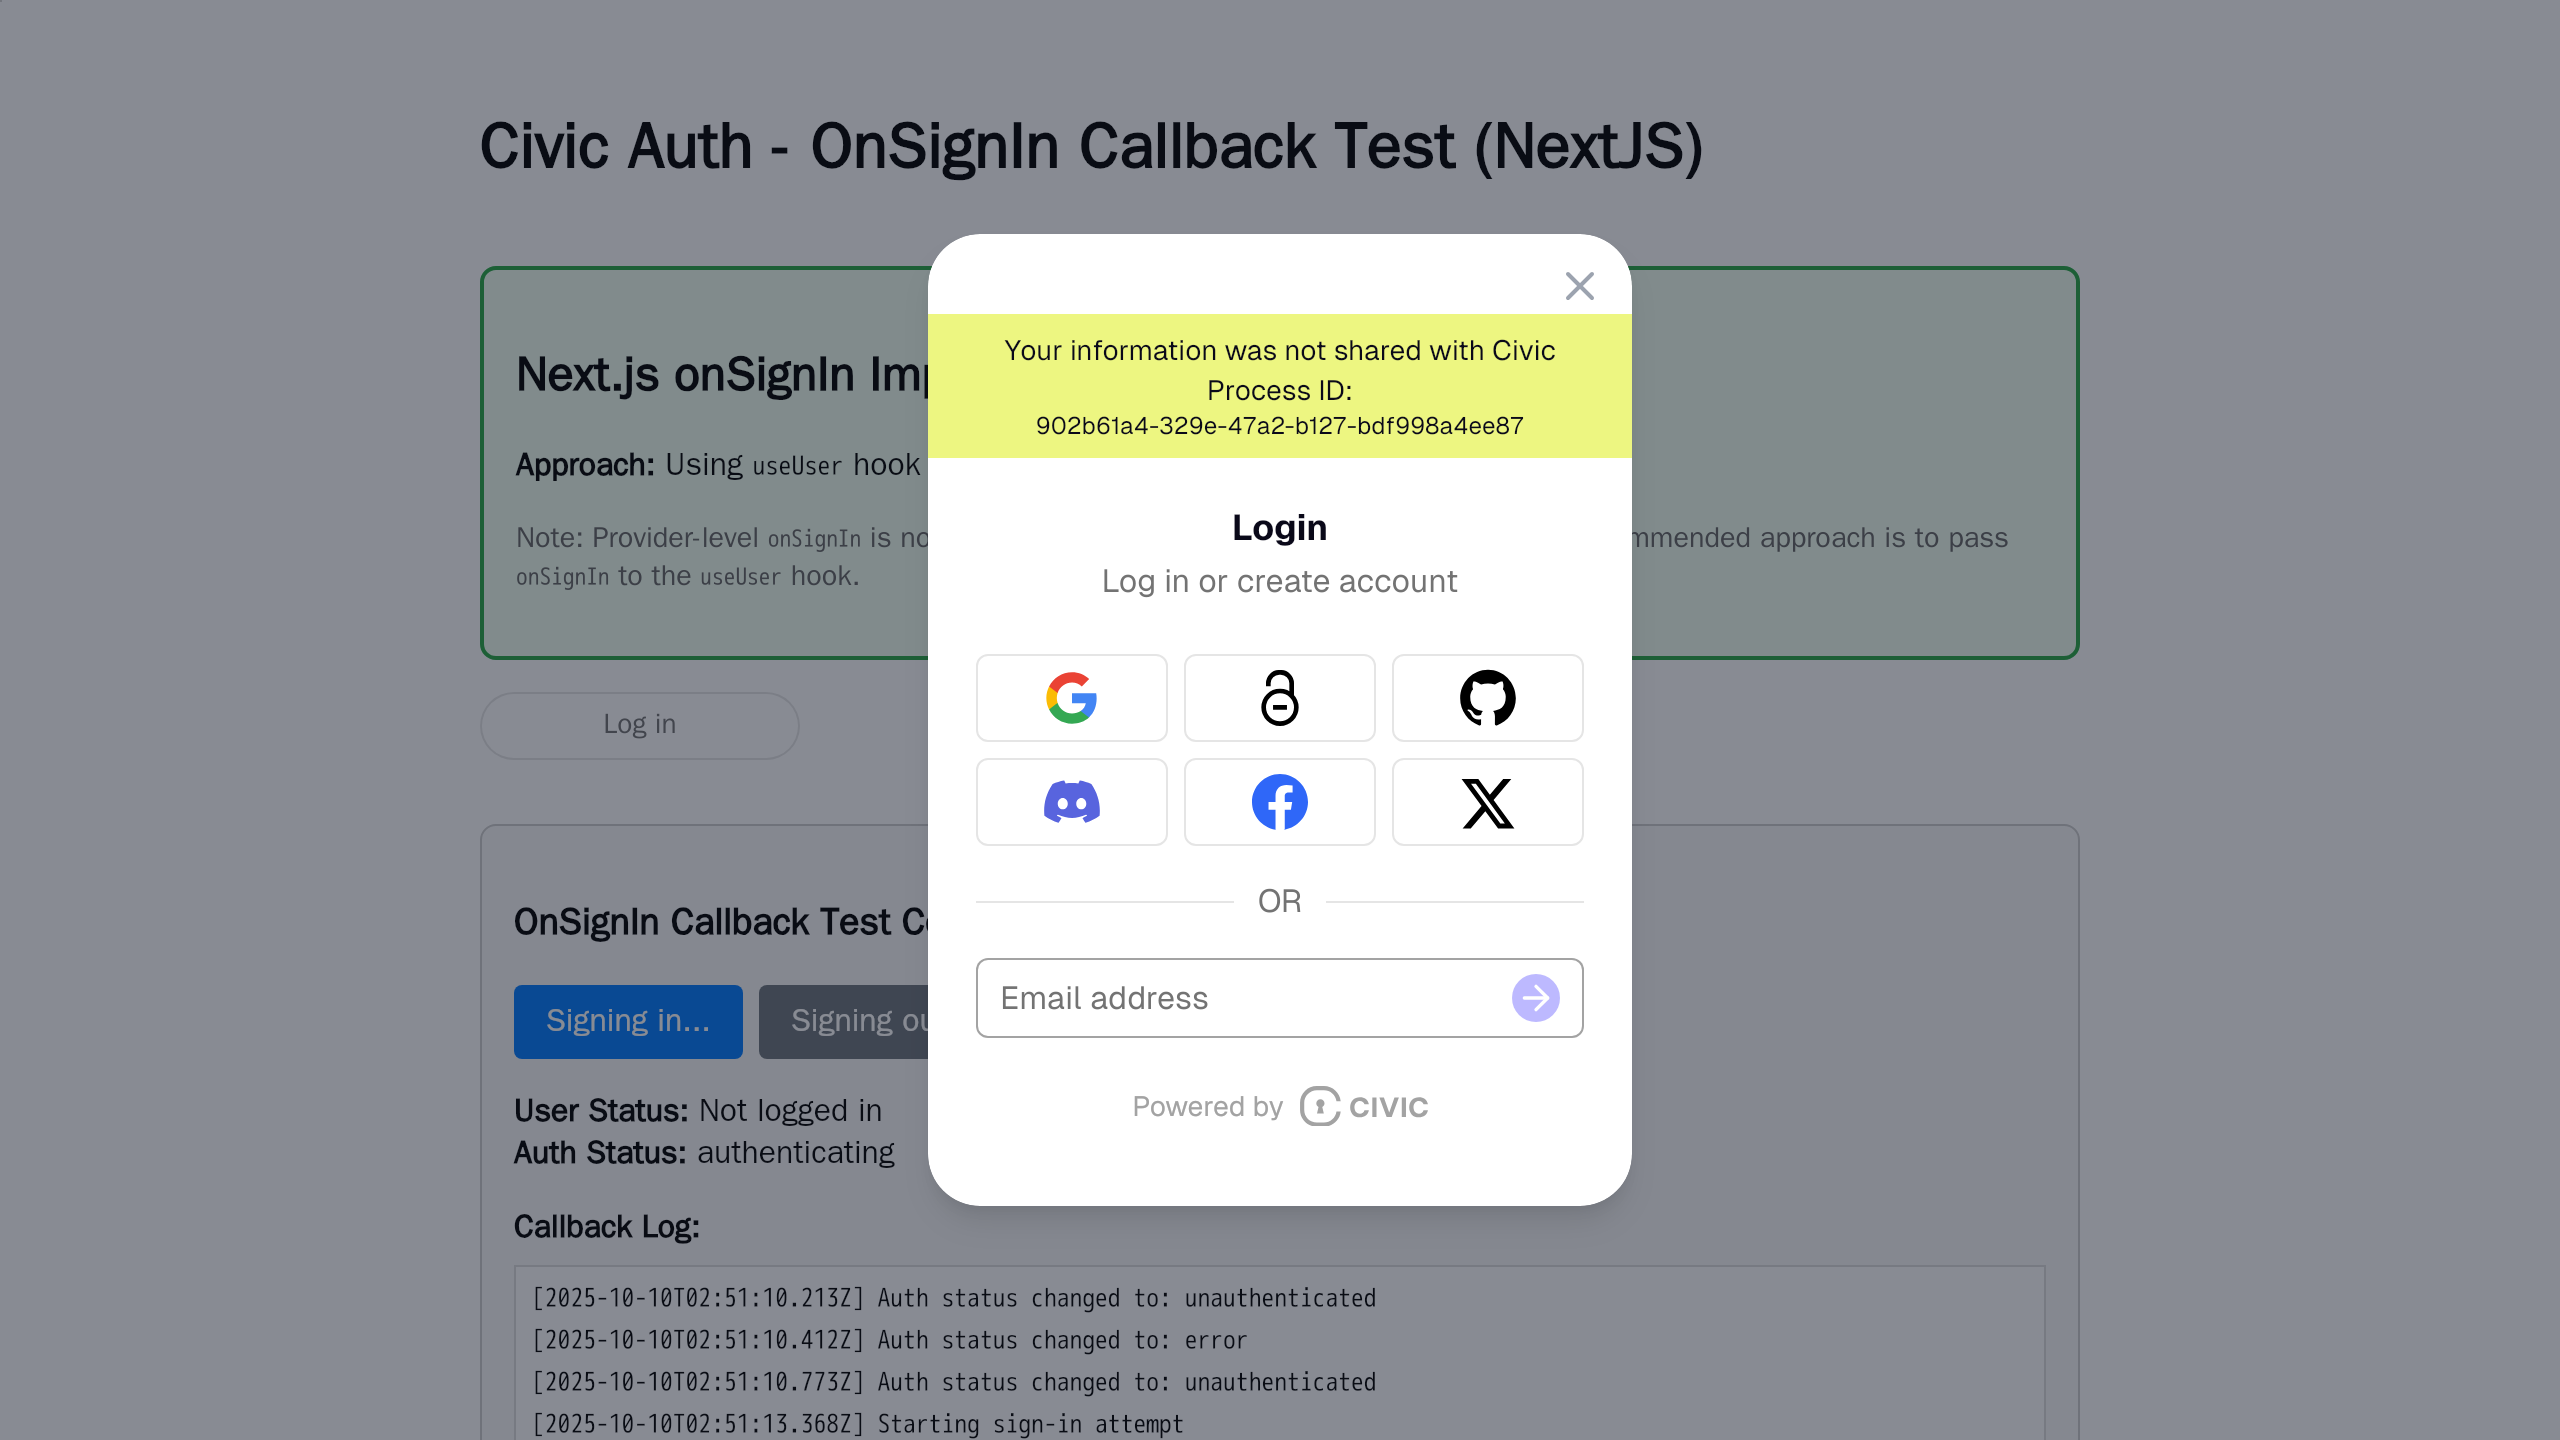 Civic Auth - OnSignIn Callback Test (NextJS)
Next.js onSignIn
Approach: Using useUser hook
Note: Provider-level onSignIn is
mmended approach is to pass
onSignIn to the useUser hook.
Log in
OnSignIn Callback Test
Signing in...
Signing
User Status: Not logged in
Auth Status: authenticating
Callback Log:
[2025-10-10T02:51:10.213Z] Auth status changed to: unauthenticated
[2025-10-10T02:51:10.412Z] Auth status changed to: error
[2025-10-10T02:51:10.773Z] Auth status changed to: unauthenticated
[2025-10-10T02:51:13.368Z] Starting sign-in attempt
Your information was not shared with Civic
Process ID:
902b61a4-329e-47a2-b127-bdf998a4ee87
Login
Log in or create account
OR
Email address
Powered by CIVIC